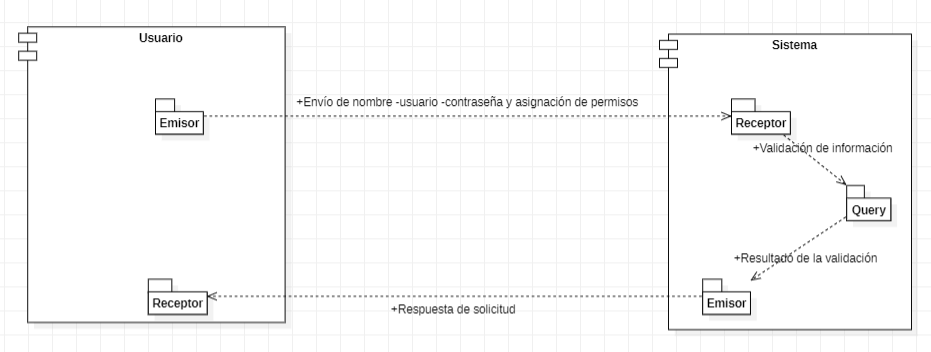 Usuario
Sistema
+Envío de nombre -usuario -contraseña y asignación de permisos
Emisor
Receptor
+Validación de información
Query
+Resultado de la validación
Receptor
Emisor
+Respuesta de solicitud